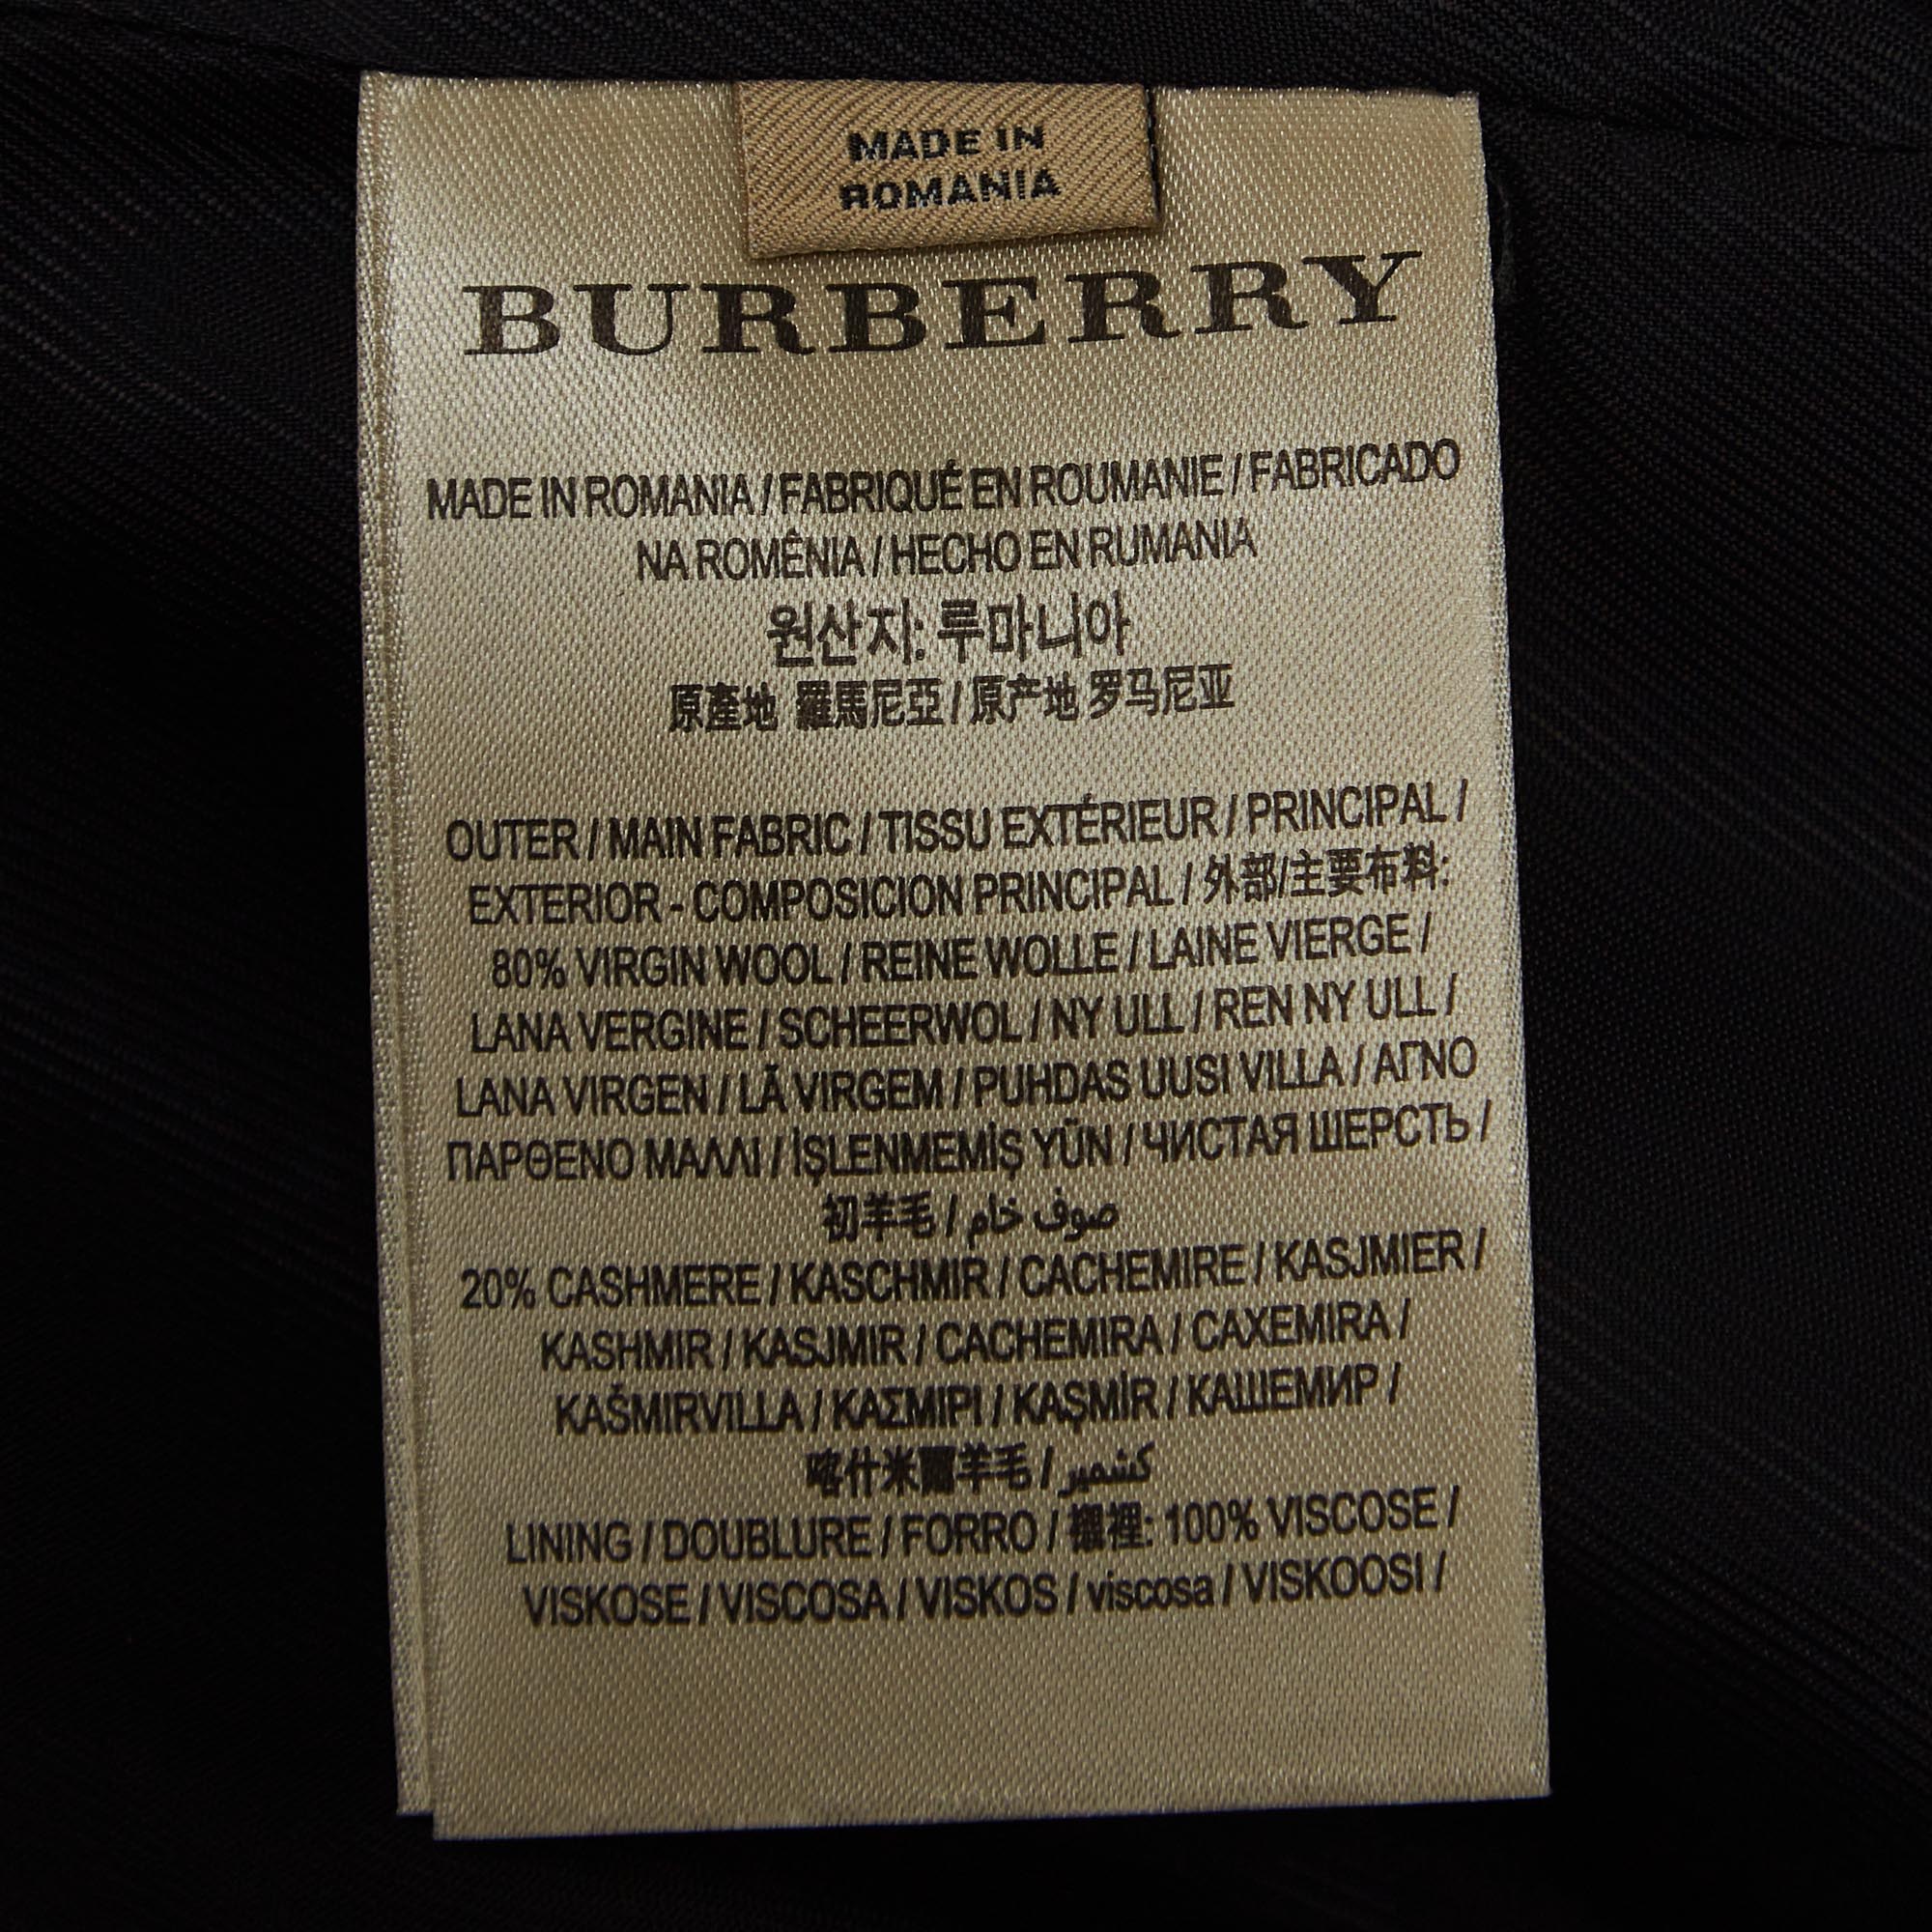 MADE IN
ROMANIA
BURBERRY
MADE IN ROMANIA / FABRIQUÉ EN ROUMANIE / FABRICADO
NA ROMÊNIA / HECHO EN RUMANIA
원산지: 루마니아
原產地 羅馬尼亞 / 原产地 罗马尼亚
OUTER / MAIN FABRIC / TISSU EXTÉRIEUR / PRINCIPAL /
EXTERIOR - COMPOSICION PRINCIPAL / 外部/主要布料:
80% VIRGIN WOOL / REINE WOLLE / LAINE VIERGE /
LANA VERGINE / SCHEERWOL / NY ULL / REN NY ULL /
LANA VIRGEN / LÃ VIRGEM / PUHDAS UUSI VILLA / ΑΓΝΟ
ΠΑΡΘΕΝΟ ΜΑΛΛΙ / İŞLENMEMİŞ YÜN / ЧИСТАЯ ШЕРСТЬ /
初羊毛 / صوف خام
20% CASHMERE / KASCHMIR / CACHEMIRE / KASJMIER /
KASHMIR / KASJMIR / CACHEMIRA / CAXEMIRA /
KAŠMIRVILLA / ΚΑΣΜΙΡΙ / KAŞMİR / КАШЕМИР /
喀什米爾羊毛 / كشمير
LINING / DOUBLURE / FORRO / 裡: 100% VISCOSE /
VISKOSE / VISCOSA / VISKOS / viscosa / VISKOOSI /